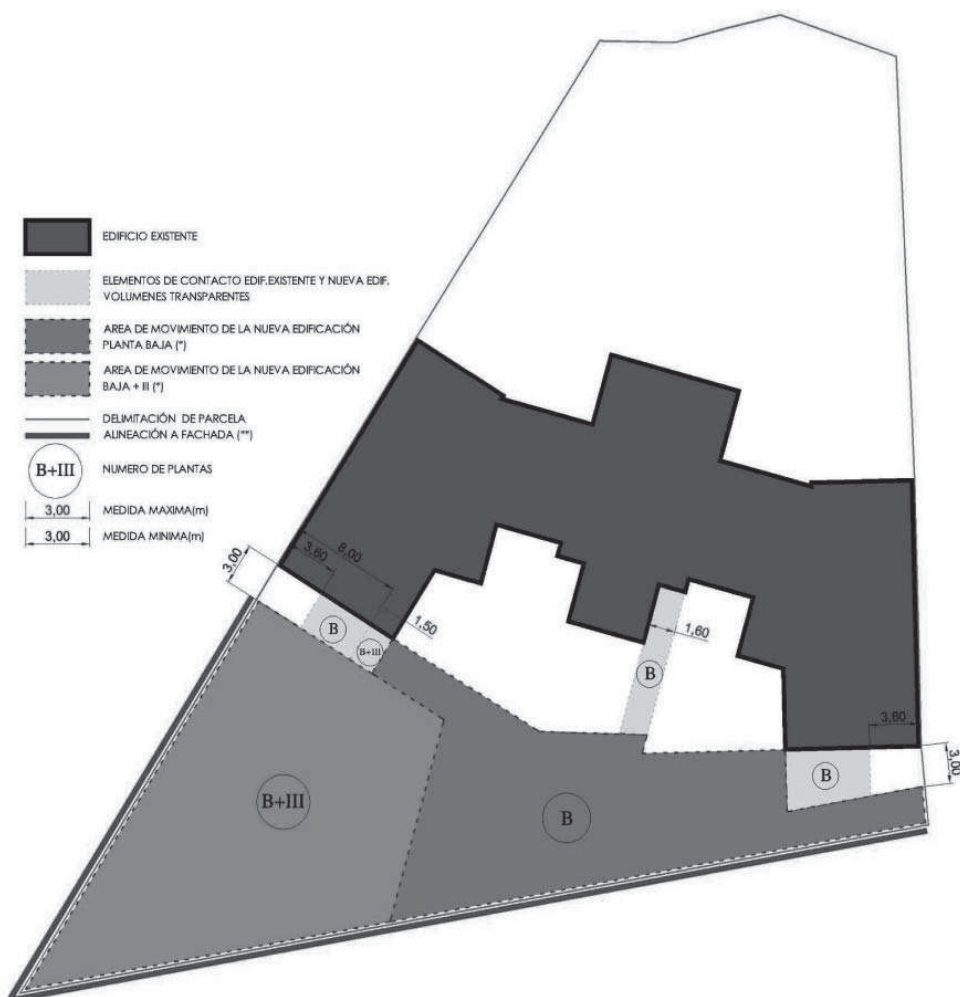 EDIFICIO EXISTENTE
ELEMENTOS DE CONTACTO EDIF.EXISTENTE Y NUEVA EDIF.
VOLUMENES TRANSPARENTES
AREA DE MOVIMIENTO DE LA NUEVA EDIFICACIÓN
PLANTA BAJA (*)
AREA DE MOVIMIENTO DE LA NUEVA EDIFICACIÓN
BAJA + III (*)
DELIMITACIÓN DE PARCELA
ALINEACIÓN A FACHADA (**)
B+III NUMERO DE PLANTAS
3,00 MEDIDA MAXIMA(m)
3,00 MEDIDA MINIMA(m)
3,00
3,60
8,00
1,50
B
B+III
1,60
B
3,60
3,00
B
B+III
B